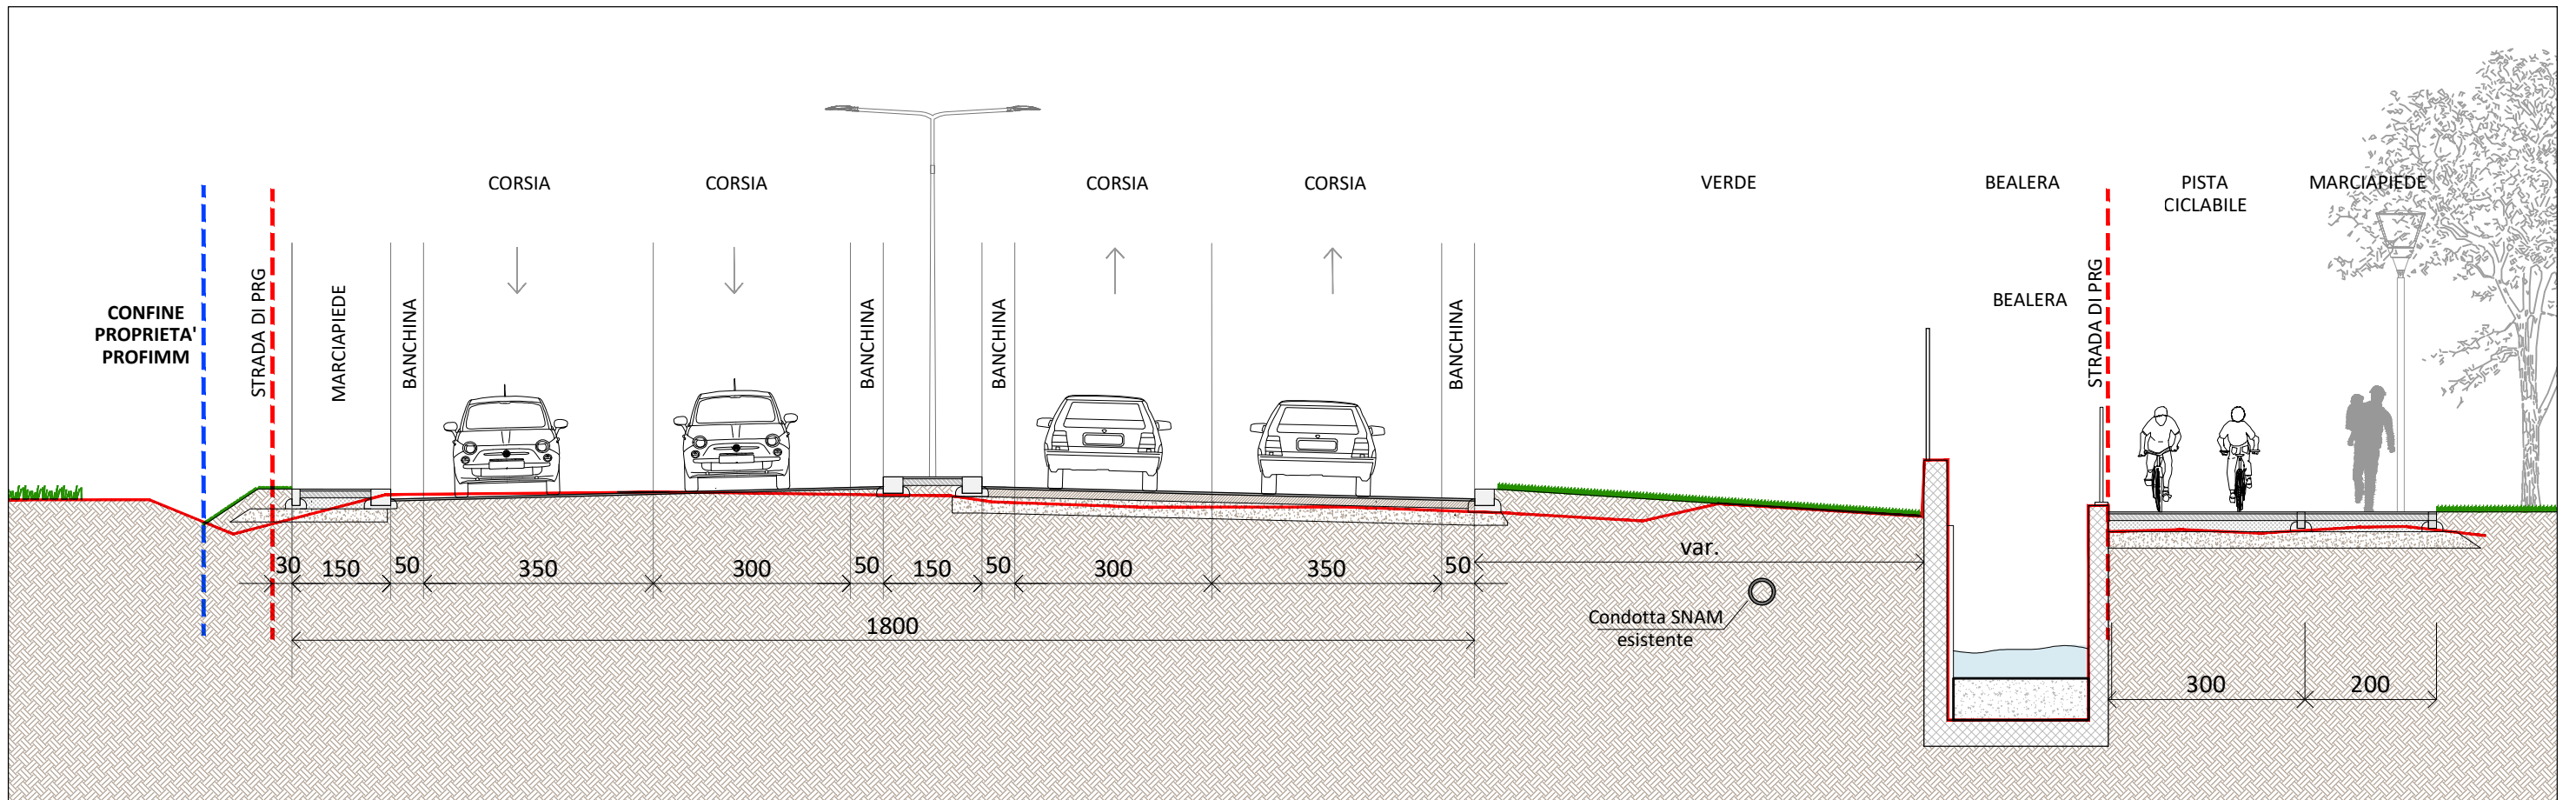 CORSIA
CORSIA
CORSIA
CORSIA
VERDE
BEALERA
PISTA
CICLABILE
MARCIAPIEDE
CONFINE
PROPRIETA'
PROFIMM
STRADA DI PRG
MARCIAPIEDE
BANCHINA
BANCHINA
BANCHINA
BANCHINA
BEALERA
STRADA DI PRG
30
150
50
350
300
50
150
50
300
350
50
var.
Condotta SNAM
esistente
1800
300
200